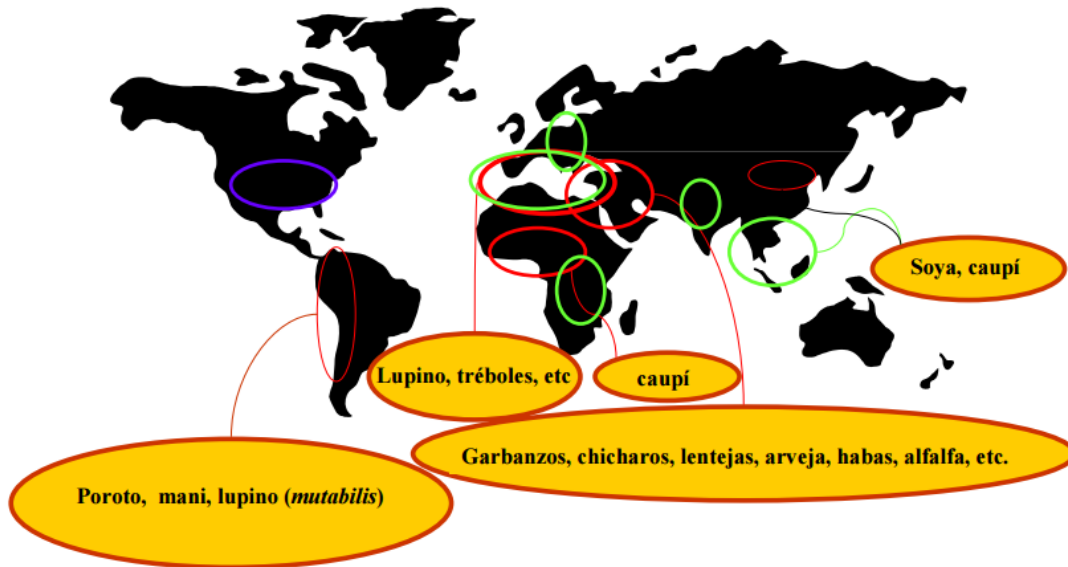 Soya, caupí
Lupino, tréboles, etc
caupí
Garbanzos, chicharos, lentejas, arveja, habas, alfalfa, etc.
Poroto, mani, lupino (mutabilis)